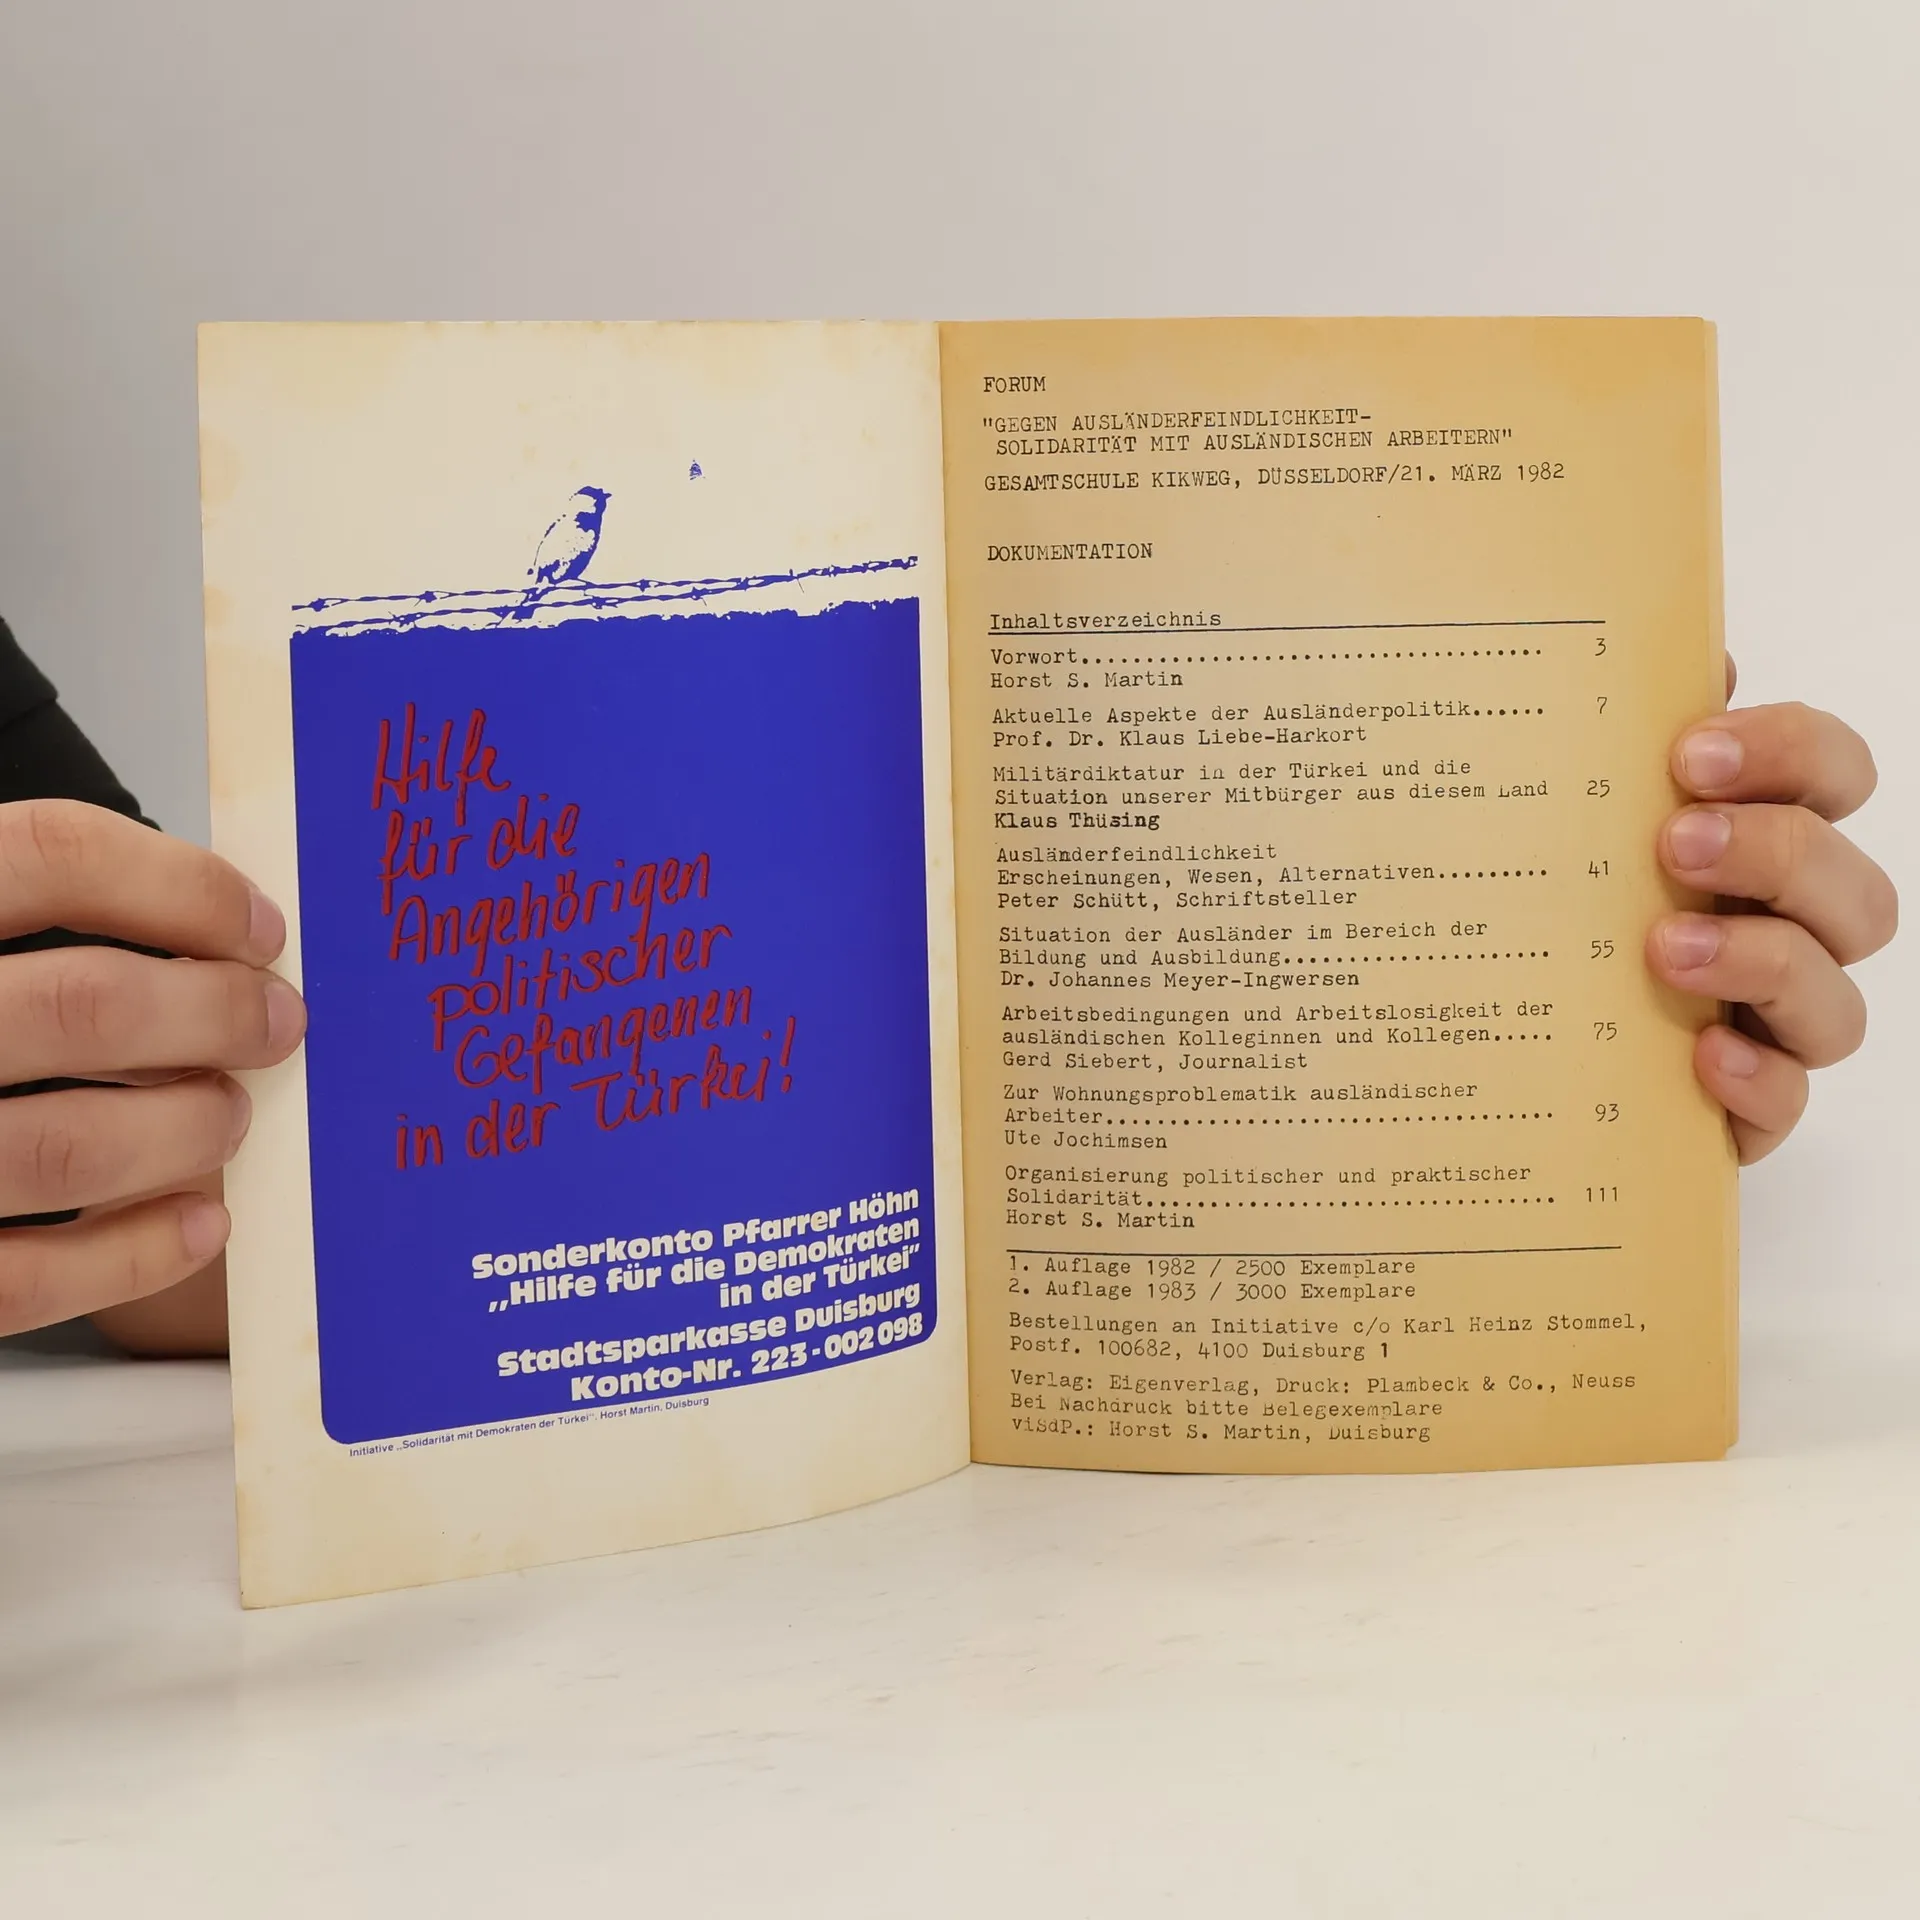 Hilfe
für die
Angehörigen
politischer
Gefangenen
in der Türkei!
Sonderkonto Pfarrer Höhn
„Hilfe für die Demokraten
in der Türkei"
Stadtsparkasse Duisburg
Konto-Nr. 223-002 098
Initiative „Solidarität mit Demokraten der Türkei", Horst Martin, Duisburg
FORUM
"GEGEN AUSLÄNDERFEINDLICHKEIT-
SOLIDARITÄT MIT AUSLÄNDISCHEN ARBEITERN"
GESAMTSCHULE KIKWEG, DÜSSELDORF/21. MÄRZ 1982
DOKUMENTATION
Inhaltsverzeichnis
Vorwort.................................... 3
Horst S. Martin
Aktuelle Aspekte der Ausländerpolitik...... 7
Prof. Dr. Klaus Liebe-Harkort
Militärdiktatur in der Türkei und die
Situation unserer Mitbürger aus diesem Land 25
Klaus Thüsing
Ausländerfeindlichkeit
Erscheinungen, Wesen, Alternativen......... 41
Peter Schütt, Schriftsteller
Situation der Ausländer im Bereich der
Bildung und Ausbildung..................... 55
Dr. Johannes Meyer-Ingwersen
Arbeitsbedingungen und Arbeitslosigkeit der
ausländischen Kolleginnen und Kollegen..... 75
Gerd Siebert, Journalist
Zur Wohnungsproblematik ausländischer
Arbeiter................................... 93
Ute Jochimsen
Organisierung politischer und praktischer
Solidarität................................ 111
Horst S. Martin
1. Auflage 1982 / 2500 Exemplare
2. Auflage 1983 / 3000 Exemplare
Bestellungen an Initiative c/o Karl Heinz Stommel,
Postf. 100682, 4100 Duisburg 1
Verlag: Eigenverlag, Druck: Plambeck & Co., Neuss
Bei Nachdruck bitte Belegexemplare
viSdP.: Horst S. Martin, Duisburg